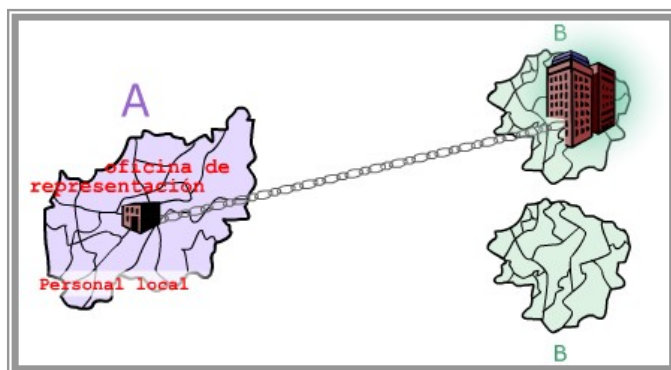 B
A
oficina de
representación
Personal local
B